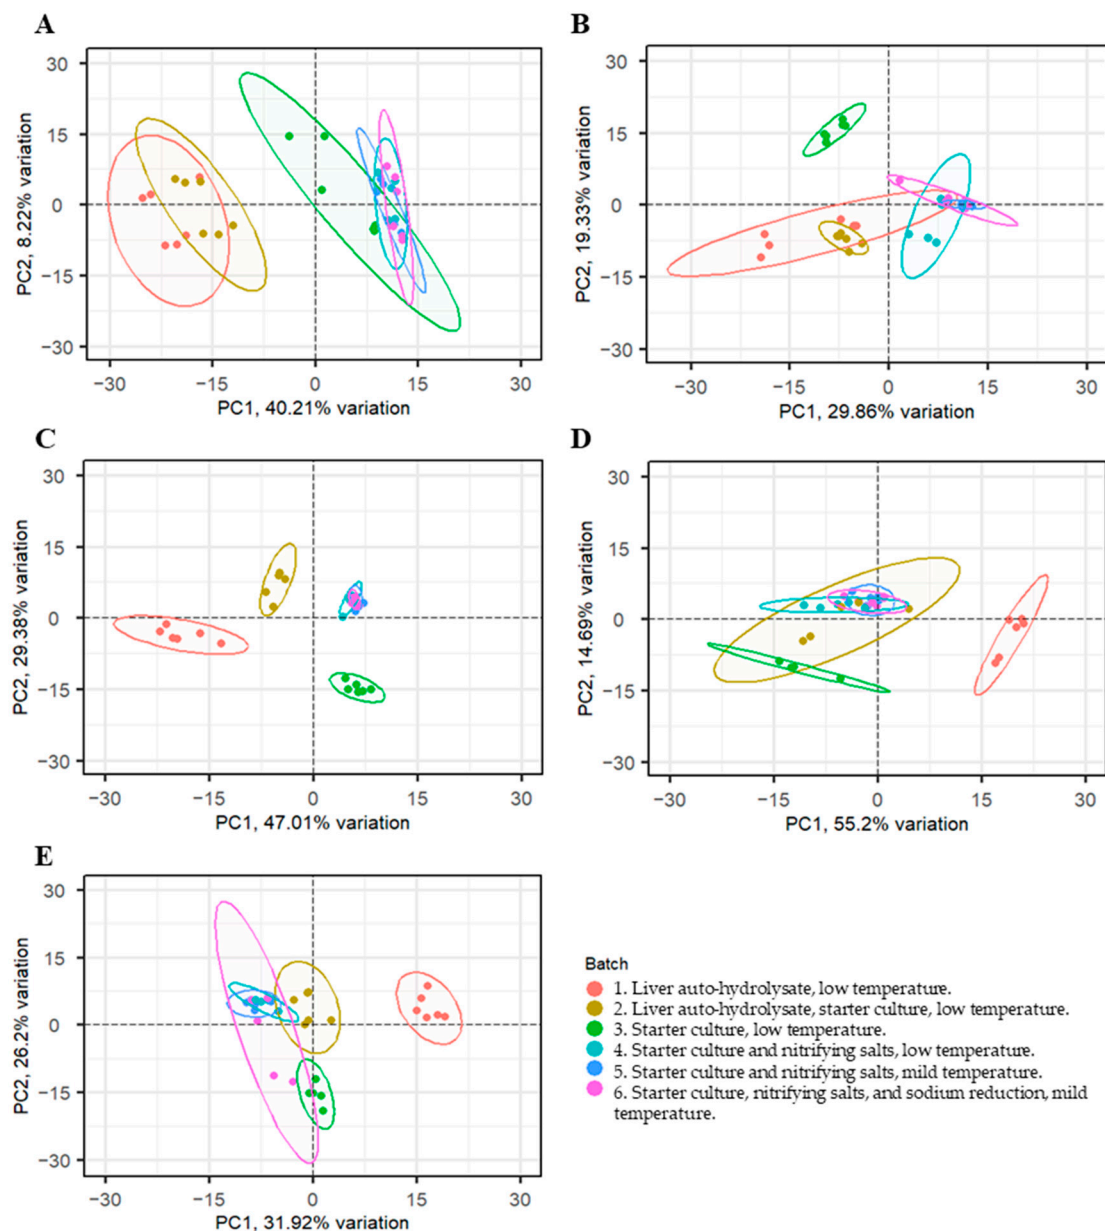 A
30
15
0
−15
−30
PC2, 8.22% variation
−30
−15
0
15
30
PC1, 40.21% variation
B
30
15
0
−15
−30
PC2, 19.33% variation
−30
−15
0
15
30
PC1, 29.86% variation
C
30
15
0
−15
−30
PC2, 29.38% variation
−30
−15
0
15
30
PC1, 47.01% variation
D
30
15
0
−15
−30
PC2, 14.69% variation
−30
−15
0
15
30
PC1, 55.2% variation
E
30
15
0
−15
−30
PC2, 26.2% variation
−30
−15
0
15
30
PC1, 31.92% variation
Batch
1. Liver auto-hydrolysate, low temperature.
2. Liver auto-hydrolysate, starter culture, low temperature.
3. Starter culture, low temperature.
4. Starter culture and nitrifying salts, low temperature.
5. Starter culture and nitrifying salts, mild temperature.
6. Starter culture, nitrifying salts, and sodium reduction, mild
temperature.